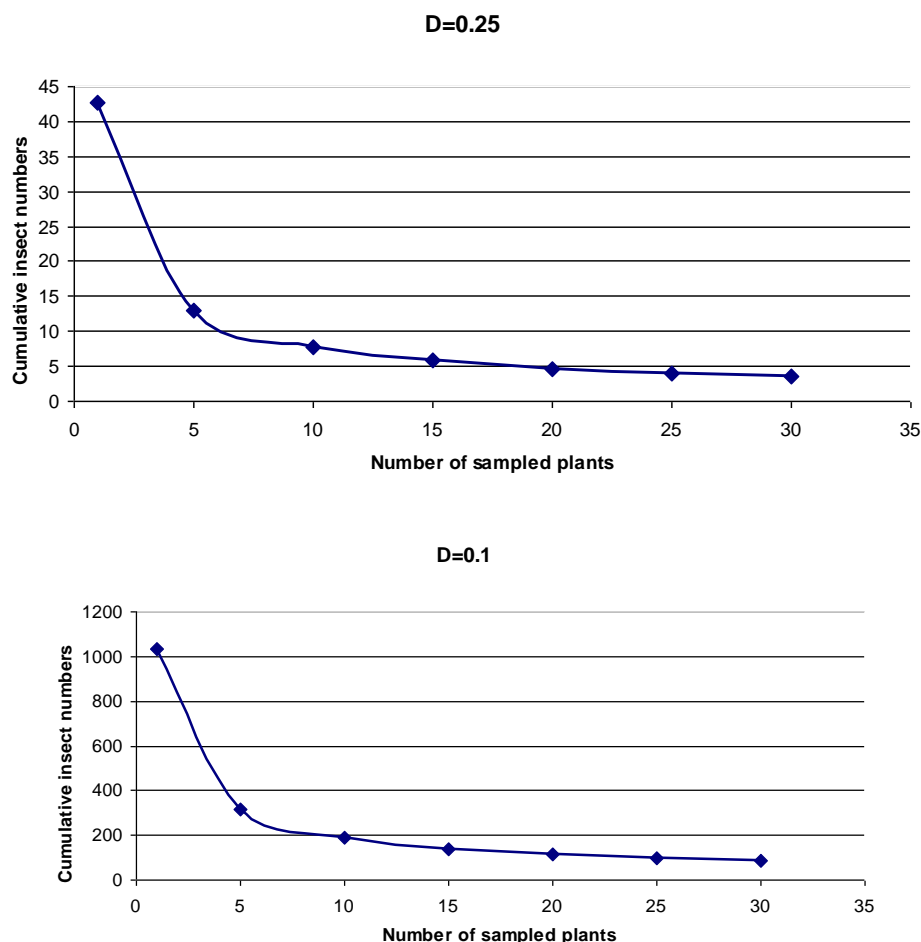 D=0.25
45
40
35
30
25
20
15
10
5
0
0 5 10 15 20 25 30 35
Cumulative insect numbers
Number of sampled plants
D=0.1
1200
1000
800
600
400
200
0
0 5 10 15 20 25 30 35
Cumulative insect numbers
Number of sampled plants